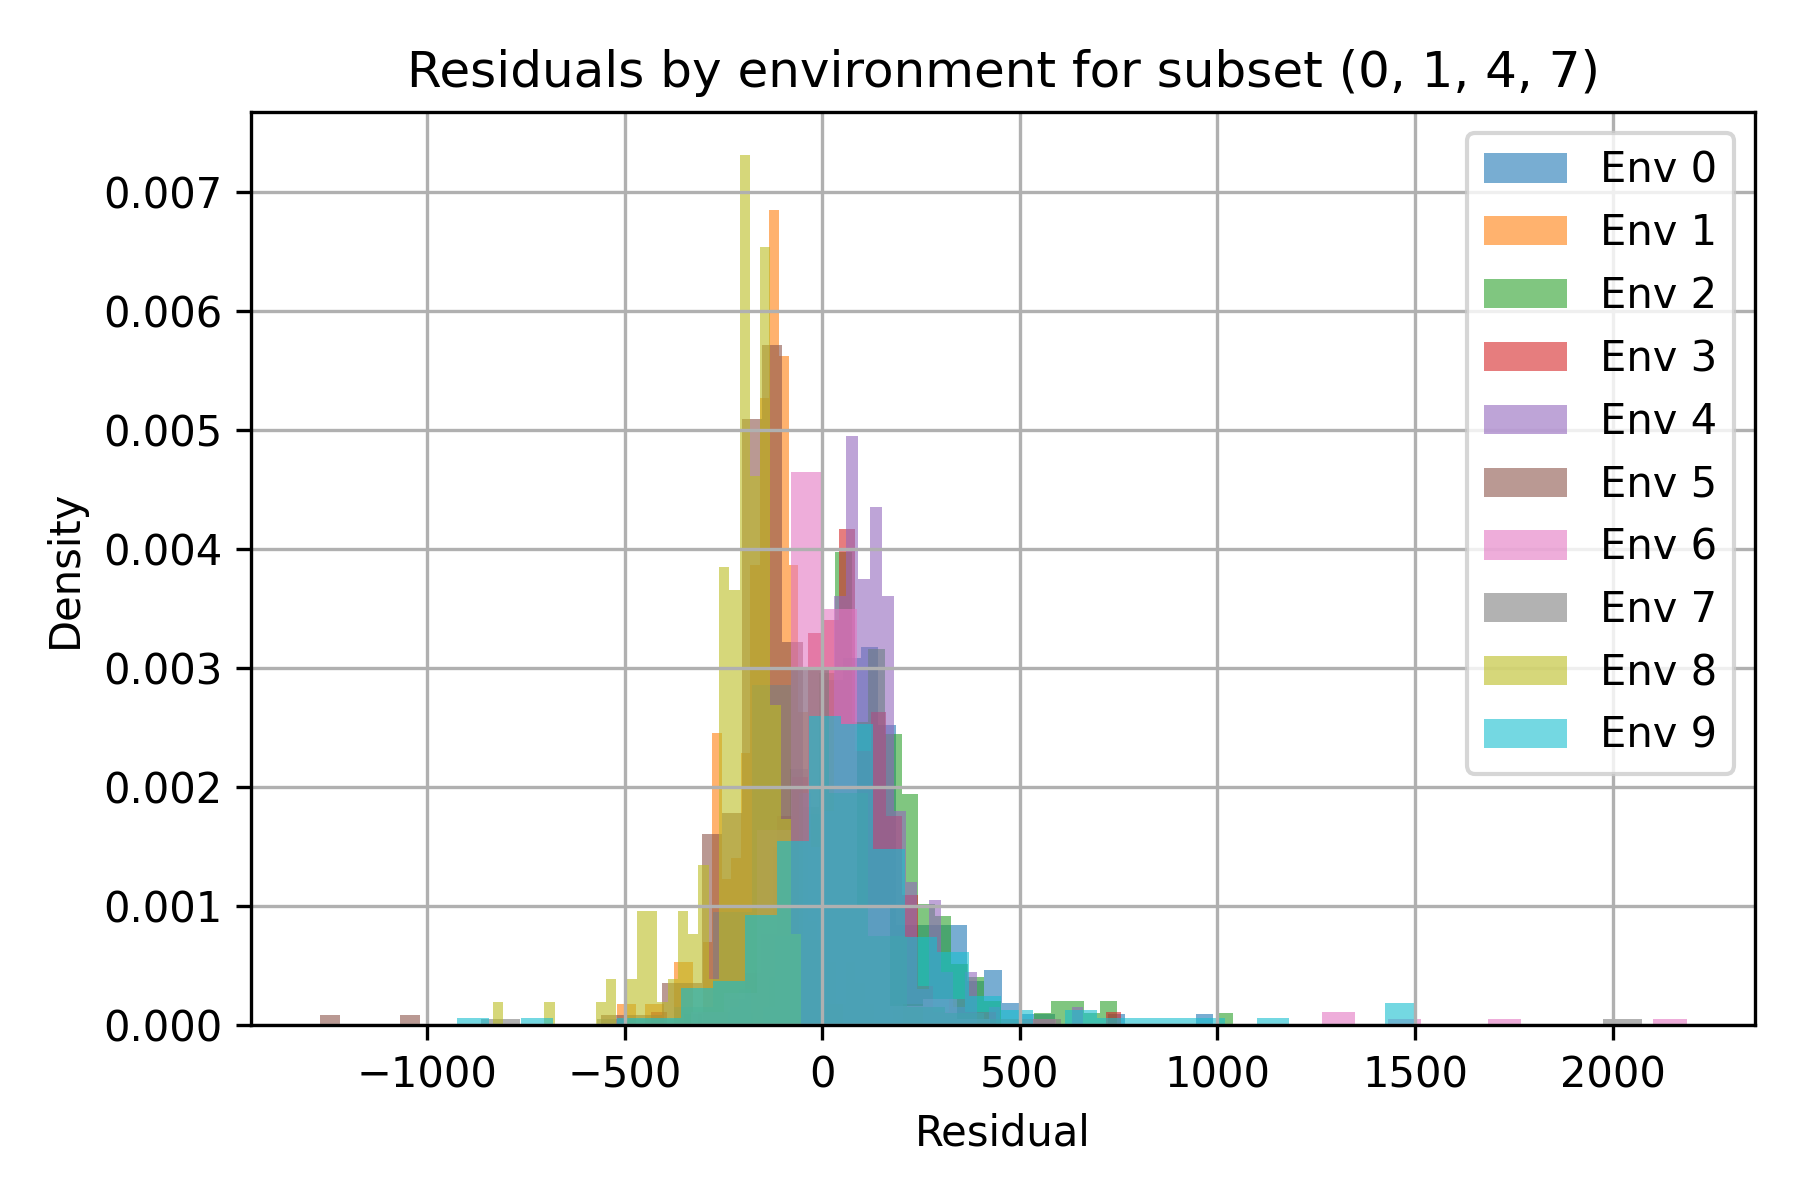 Residuals by environment for subset (0, 1, 4, 7)
0.007
0.006
0.005
0.004
0.003
0.002
0.001
0.000
Density
−1000
−500
0
500
1000
1500
2000
Residual
Env 0
Env 1
Env 2
Env 3
Env 4
Env 5
Env 6
Env 7
Env 8
Env 9